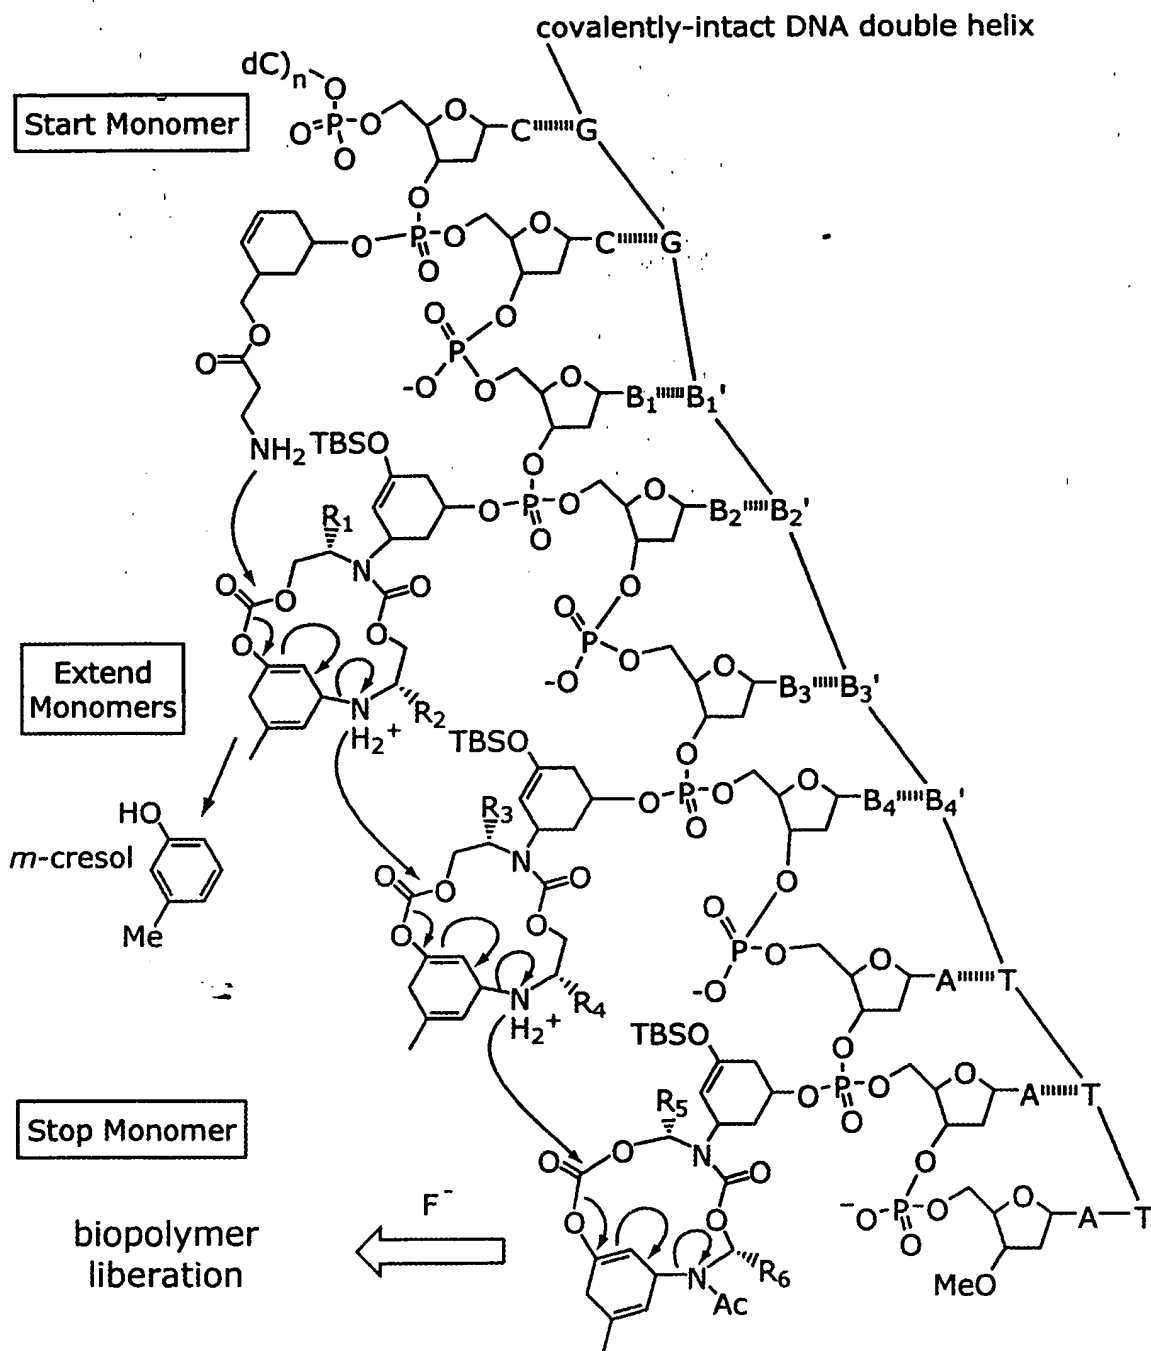 covalently-intact DNA double helix
dC)n
O
Start Monomer
O=P-O
O
C
G
O
O
O
P
O
O
C
G
O
O
O
O
P
O
-O
O
O
B1
B1'
O
NH2
TBSO
O
O
P
O
O
B2
B2'
O
R1
N
O
O
O
O
O
O
P
O
-O
O
B3
B3'
Extend
Monomers
N
H2+
R2
TBSO
O
O
P
O
O
B4
B4'
O
HO
m-cresol
Me
R3
N
O
O
O
O
O
O
O
P
O
-O
O
A
T
N
H2+
R4
TBSO
O
O
P
O
O
A
T
O
Stop Monomer
R5
N
O
O
O
O
O
O
-O
P
O
O
O
A
T
MeO
F-
biopolymer
liberation
N
Ac
R6